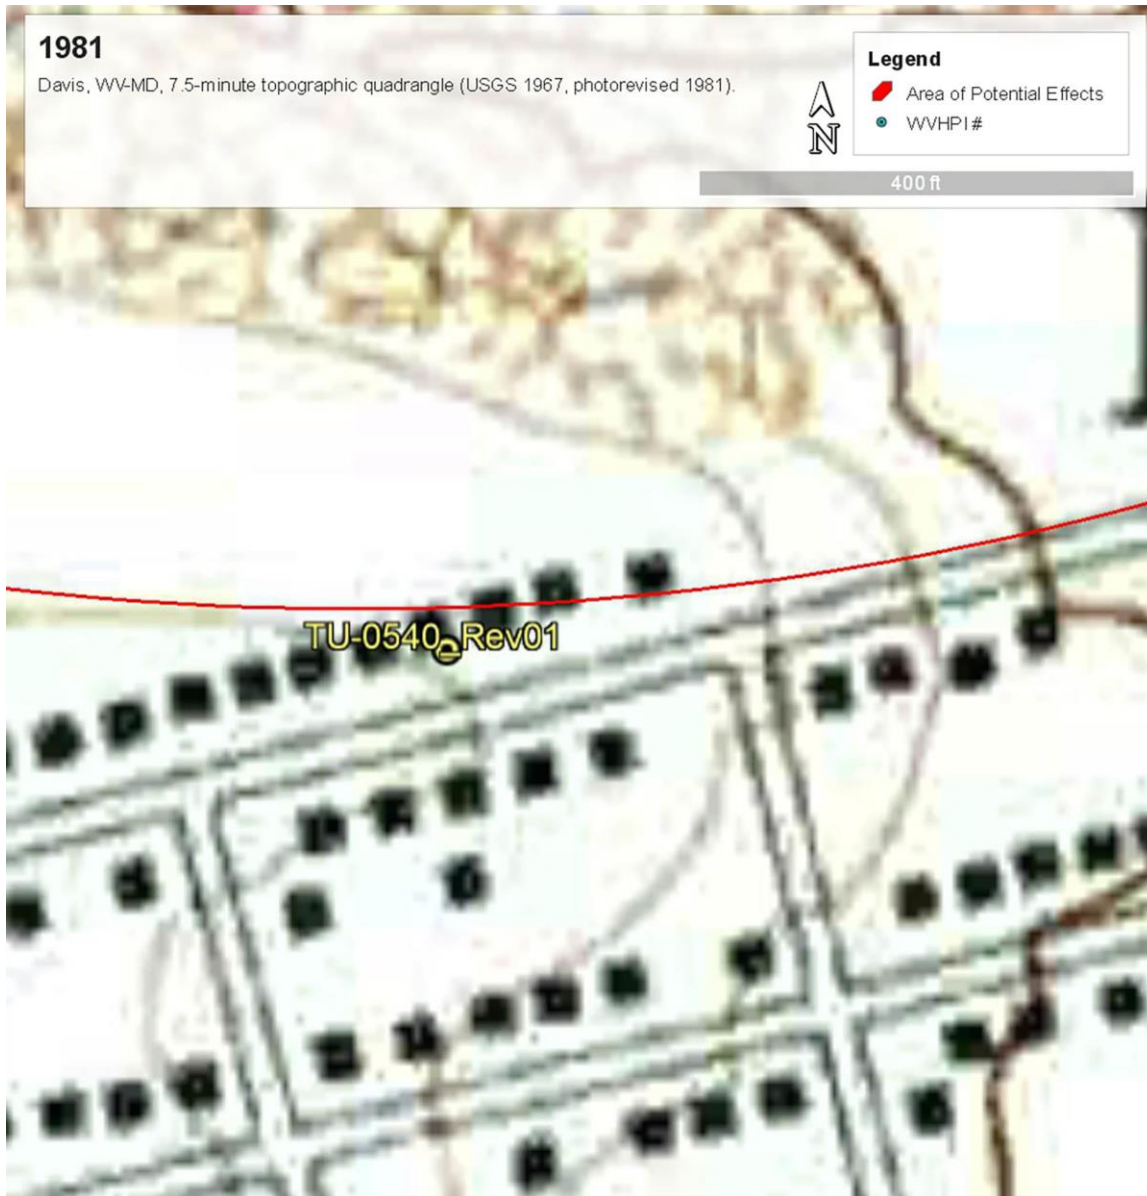 1981
Davis, WV-MD, 7.5-minute topographic quadrangle (USGS 1967, photorevised 1981).
Legend
Area of Potential Effects
WVHPI #
N
400 ft
TU-0540_Rev01